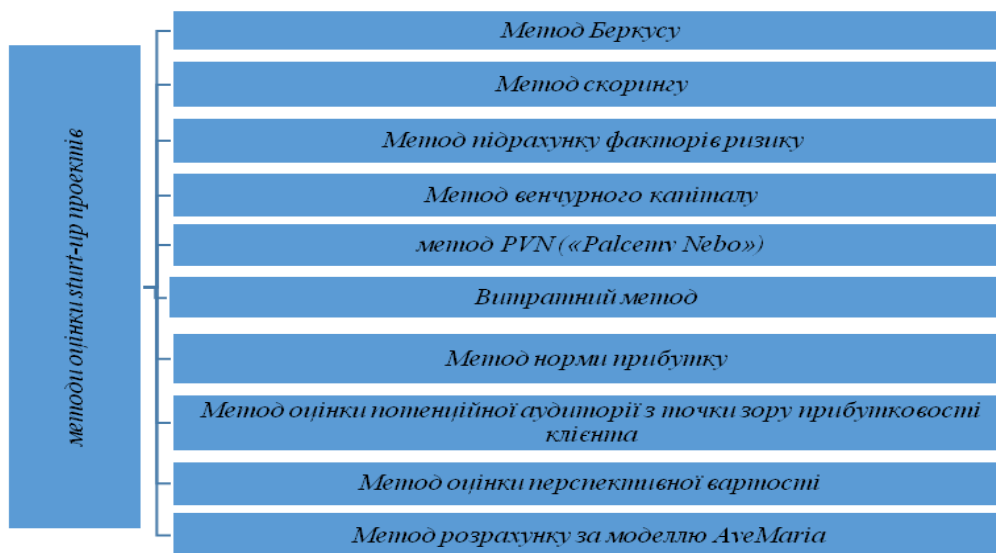 методи оцінки sturt-up проектів
Метод Беркусу
Метод скорингу
Метод підрахунку факторів ризику
Метод венчурного капіталу
метод PVN («Palcemv Nebo»)
Витратний метод
Метод норми прибутку
Метод оцінки потенційної аудиторії з точки зору прибутковості
клієнта
Метод оцінки перспективної вартості
Метод розрахунку за моделлю AveMaria